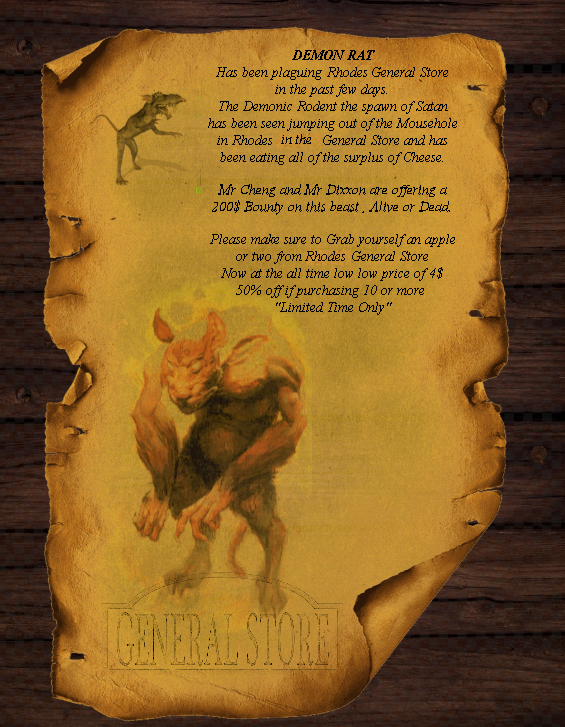 DEMON RAT
Has been plaguing Rhodes General Store
in the past few days.
The Demonic Rodent the spawn of Satan
has been seen jumping out of the Mousehole
in Rhodes in the General Store and has
been eating all of the surplus of Cheese.
Mr Cheng and Mr Dixxon are offering a
200$ Bounty on this beast , Alive or Dead.
Please make sure to Grab yourself an apple
or two from Rhodes General Store
Now at the all time low low price of 4$
50% off if purchasing 10 or more
"Limited Time Only"
GENERAL STORE